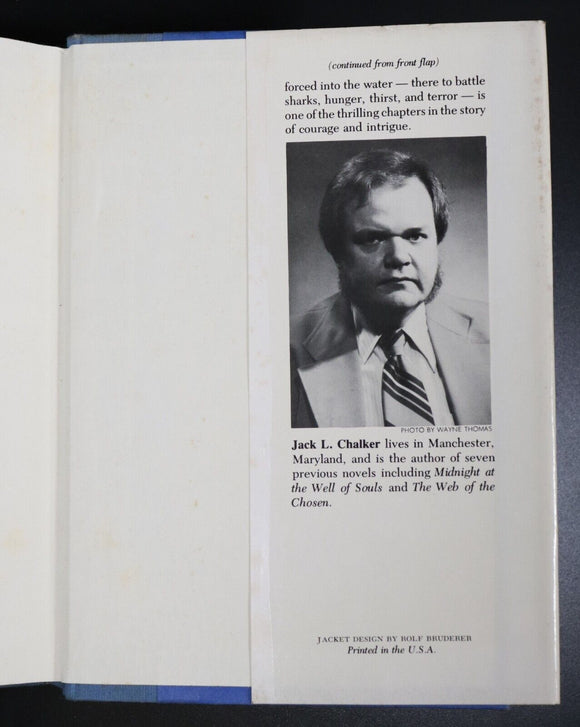 (continued from front flap)
forced into the water — there to battle
sharks, hunger, thirst, and terror — is
one of the thrilling chapters in the story
of courage and intrigue.
PHOTO BY WAYNE THOMAS
Jack L. Chalker lives in Manchester,
Maryland, and is the author of seven
previous novels including Midnight at
the Well of Souls and The Web of the
Chosen.
JACKET DESIGN BY ROLF BRUDERER
Printed in the U.S.A.